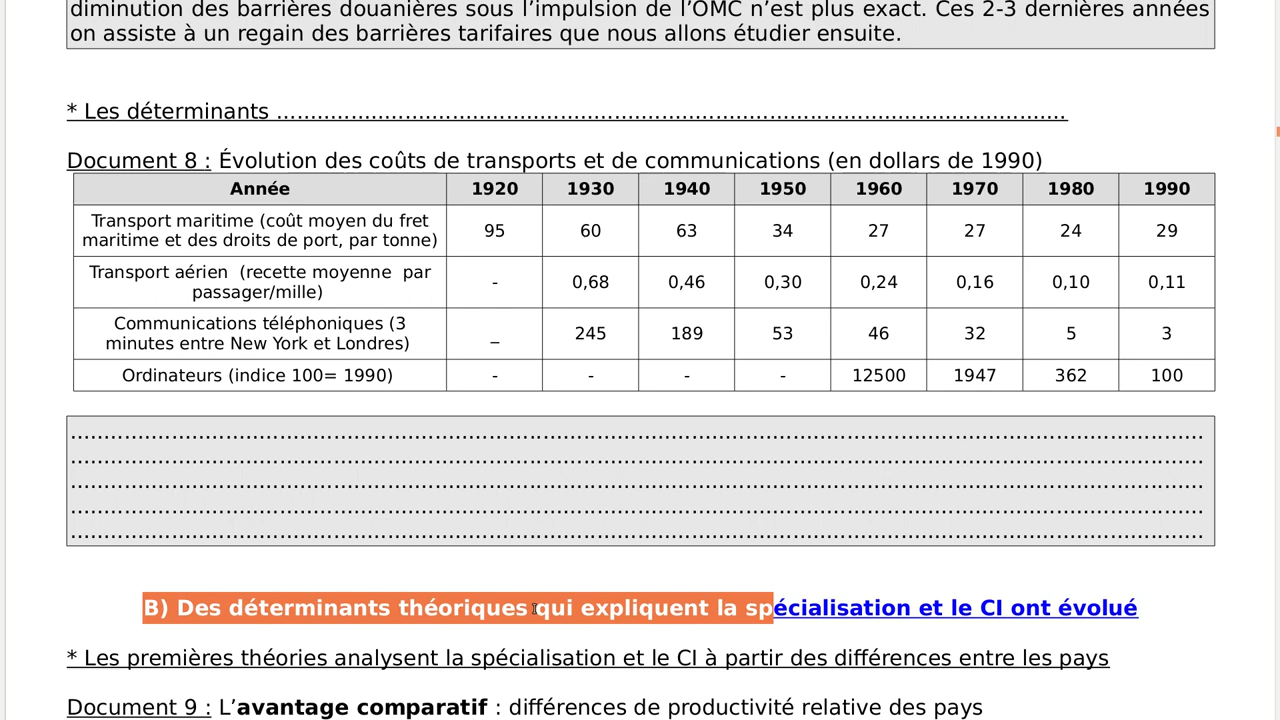 diminution des barrières douanières sous l’impulsion de l’OMC n’est plus exact. Ces 2-3 dernières années
on assiste à un regain des barrières tarifaires que nous allons étudier ensuite.
* Les déterminants ........................................................................................................................
Document 8 : Évolution des coûts de transports et de communications (en dollars de 1990)
Année 1920 1930 1940 1950 1960 1970 1980 1990
Transport maritime (coût moyen du fret
maritime et des droits de port, par tonne) 95 60 63 34 27 27 24 29
Transport aérien (recette moyenne par
passager/mille) - 0,68 0,46 0,30 0,24 0,16 0,10 0,11
Communications téléphoniques (3
minutes entre New York et Londres) _ 245 189 53 46 32 5 3
Ordinateurs (indice 100= 1990) - - - - 12500 1947 362 100
........................................................................................................................
........................................................................................................................
........................................................................................................................
........................................................................................................................
........................................................................................................................
B) Des déterminants théoriques qui expliquent la spécialisation et le CI ont évolué
* Les premières théories analysent la spécialisation et le CI à partir des différences entre les pays
Document 9 : L’avantage comparatif : différences de productivité relative des pays